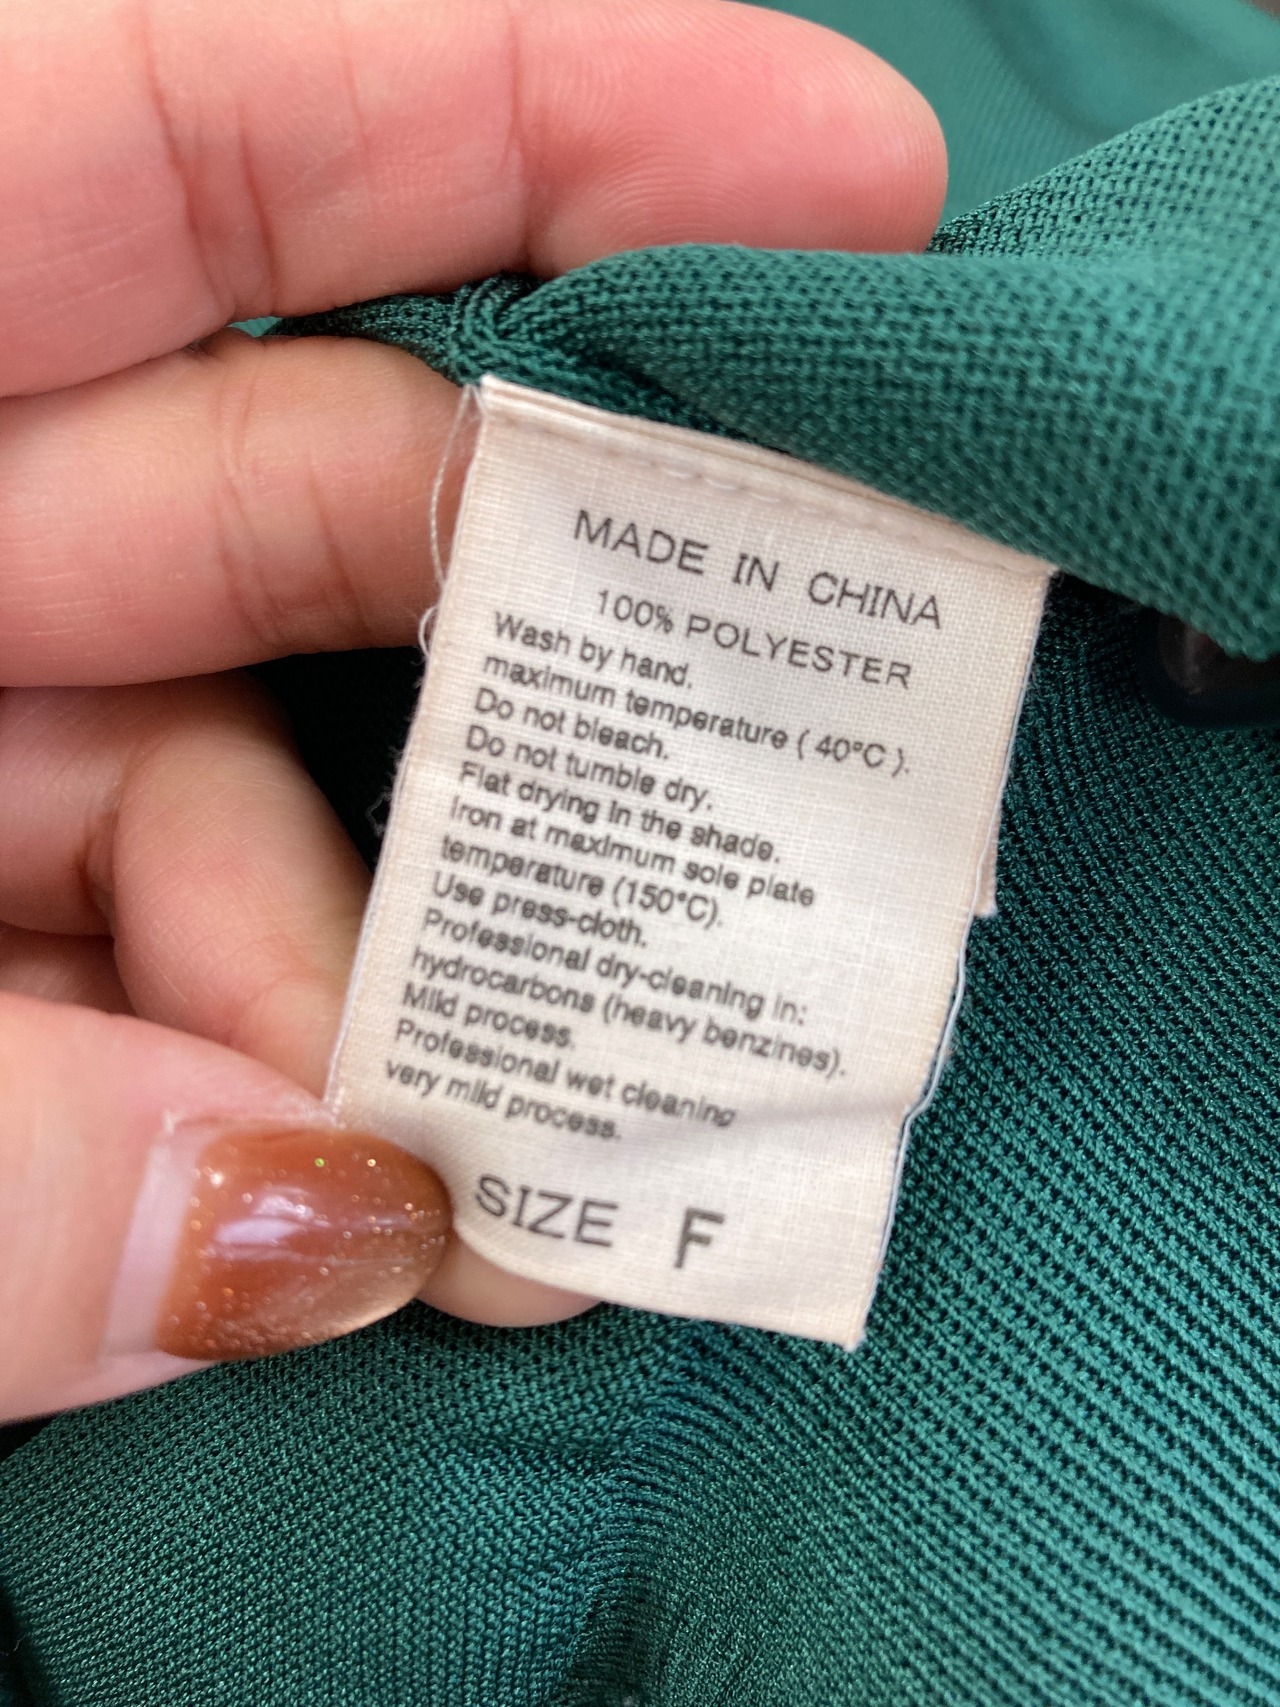 MADE IN CHINA
100% POLYESTER
Wash by hand.
maximum temperature ( 40°C ).
Do not bleach.
Do not tumble dry.
Flat drying in the shade.
Iron at maximum sole plate
temperature (150°C).
Use press-cloth.
Professional dry-cleaning in:
hydrocarbons (heavy benzines).
Mild process.
Professional wet cleaning
very mild process.
SIZE F